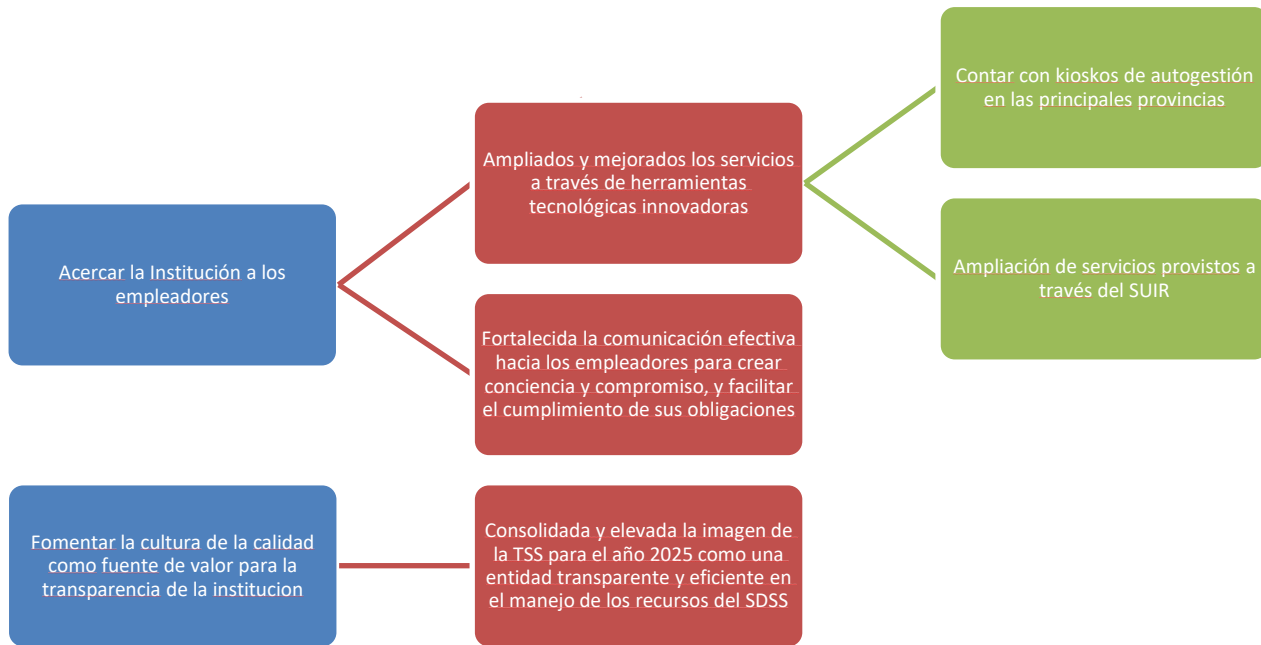 Acercar la Institución a los
empleadores
Ampliados y mejorados los servicios
a través de herramientas
tecnológicas innovadoras
Contar con kioskos de autogestión
en las principales provincias
Ampliación de servicios provistos a
través del SUIR
Fortalecida la comunicación efectiva
hacia los empleadores para crear
conciencia y compromiso, y facilitar
el cumplimiento de sus obligaciones
Fomentar la cultura de la calidad
como fuente de valor para la
transparencia de la institucion
Consolidada y elevada la imagen de
la TSS para el año 2025 como una
entidad transparente y eficiente en
el manejo de los recursos del SDSS